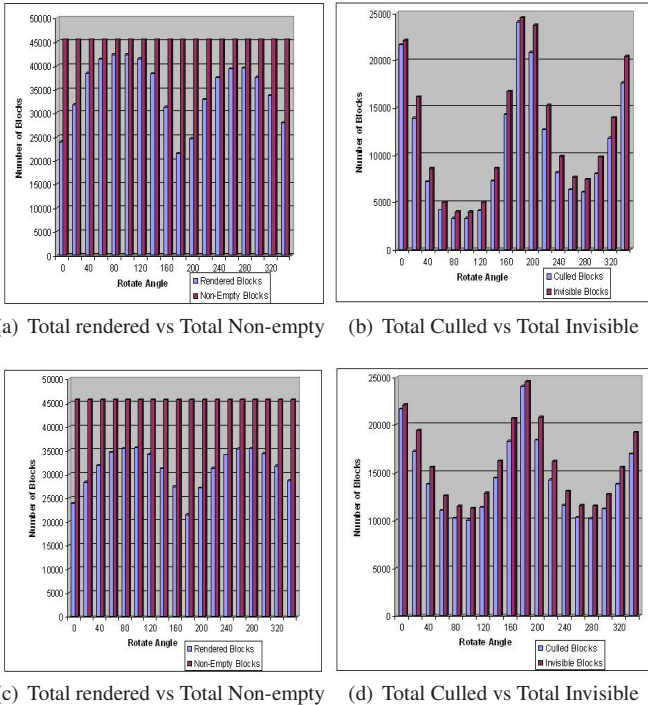 50000
45000
40000
35000
30000
25000
20000
15000
10000
5000
0
Number of Blocks
0 40 80 120 160 200 240 280 320
Rotate Angle
Rendered Blocks
Non-Empty Blocks
25000
20000
15000
10000
5000
0
Number of Blocks
0 40 80 120 160 200 240 280 320
Rotate Angle
Culled Blocks
Invisible Blocks
(a) Total rendered vs Total Non-empty
(b) Total Culled vs Total Invisible
50000
45000
40000
35000
30000
25000
20000
15000
10000
5000
0
Number of Blocks
0 40 80 120 160 200 240 280 320
Rotate Angle
Rendered Blocks
Non-Empty Blocks
25000
20000
15000
10000
5000
0
Number of Blocks
0 40 80 120 160 200 240 280 320
Rotate Angle
Culled Blocks
Invisible Blocks
(c) Total rendered vs Total Non-empty
(d) Total Culled vs Total Invisible